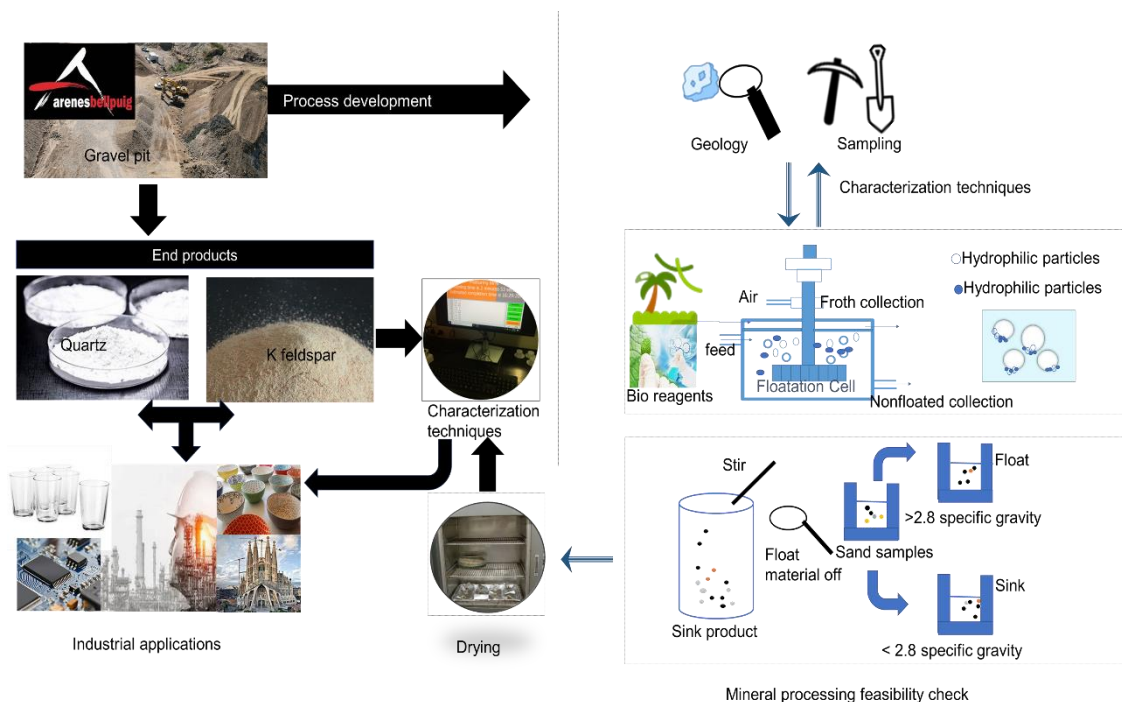 arenesbellpuig
Gravel pit
Process development
End products
Quartz
K feldspar
Characterization
techniques
Industrial applications
Drying
Geology
Sampling
Characterization techniques
Air
Froth collection
feed
Floatation Cell
Bio reagents
Nonfloated collection
Hydrophilic particles
Hydrophilic particles
Stir
Float
material off
Sink product
Sand samples
Float
>2.8 specific gravity
Sink
< 2.8 specific gravity
Mineral processing feasibility check